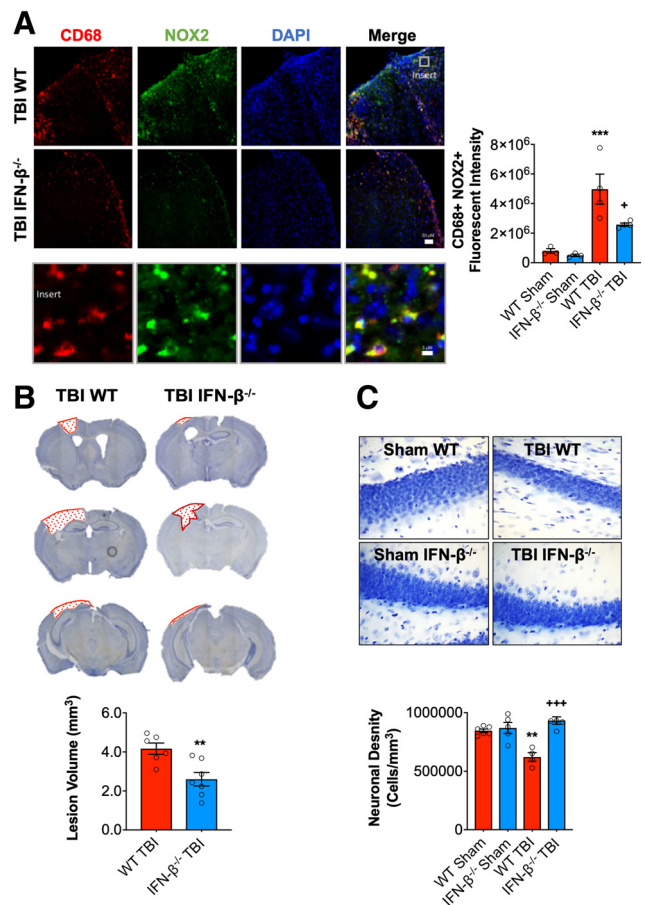 A
CD68 NOX2 DAPI Merge
TBI WT
Insert
TBI IFN-β-/-
Insert
CD68+ NOX2+
Fluorescent Intensity
8×10⁶
6×10⁶
4×10⁶
2×10⁶
0
***
+
WT Sham
IFN-β-/- Sham
WT TBI
IFN-β-/- TBI
B
TBI WT TBI IFN-β-/-
Lesion Volume (mm³)
6.0
4.0
2.0
0
**
WT TBI
IFN-β-/- TBI
C
Sham WT TBI WT
Sham IFN-β-/- TBI IFN-β-/-
Neuronal Desnity
(Cells/mm³)
1000000
500000
0
**
+++
WT Sham
IFN-β-/- Sham
WT TBI
IFN-β-/- TBI